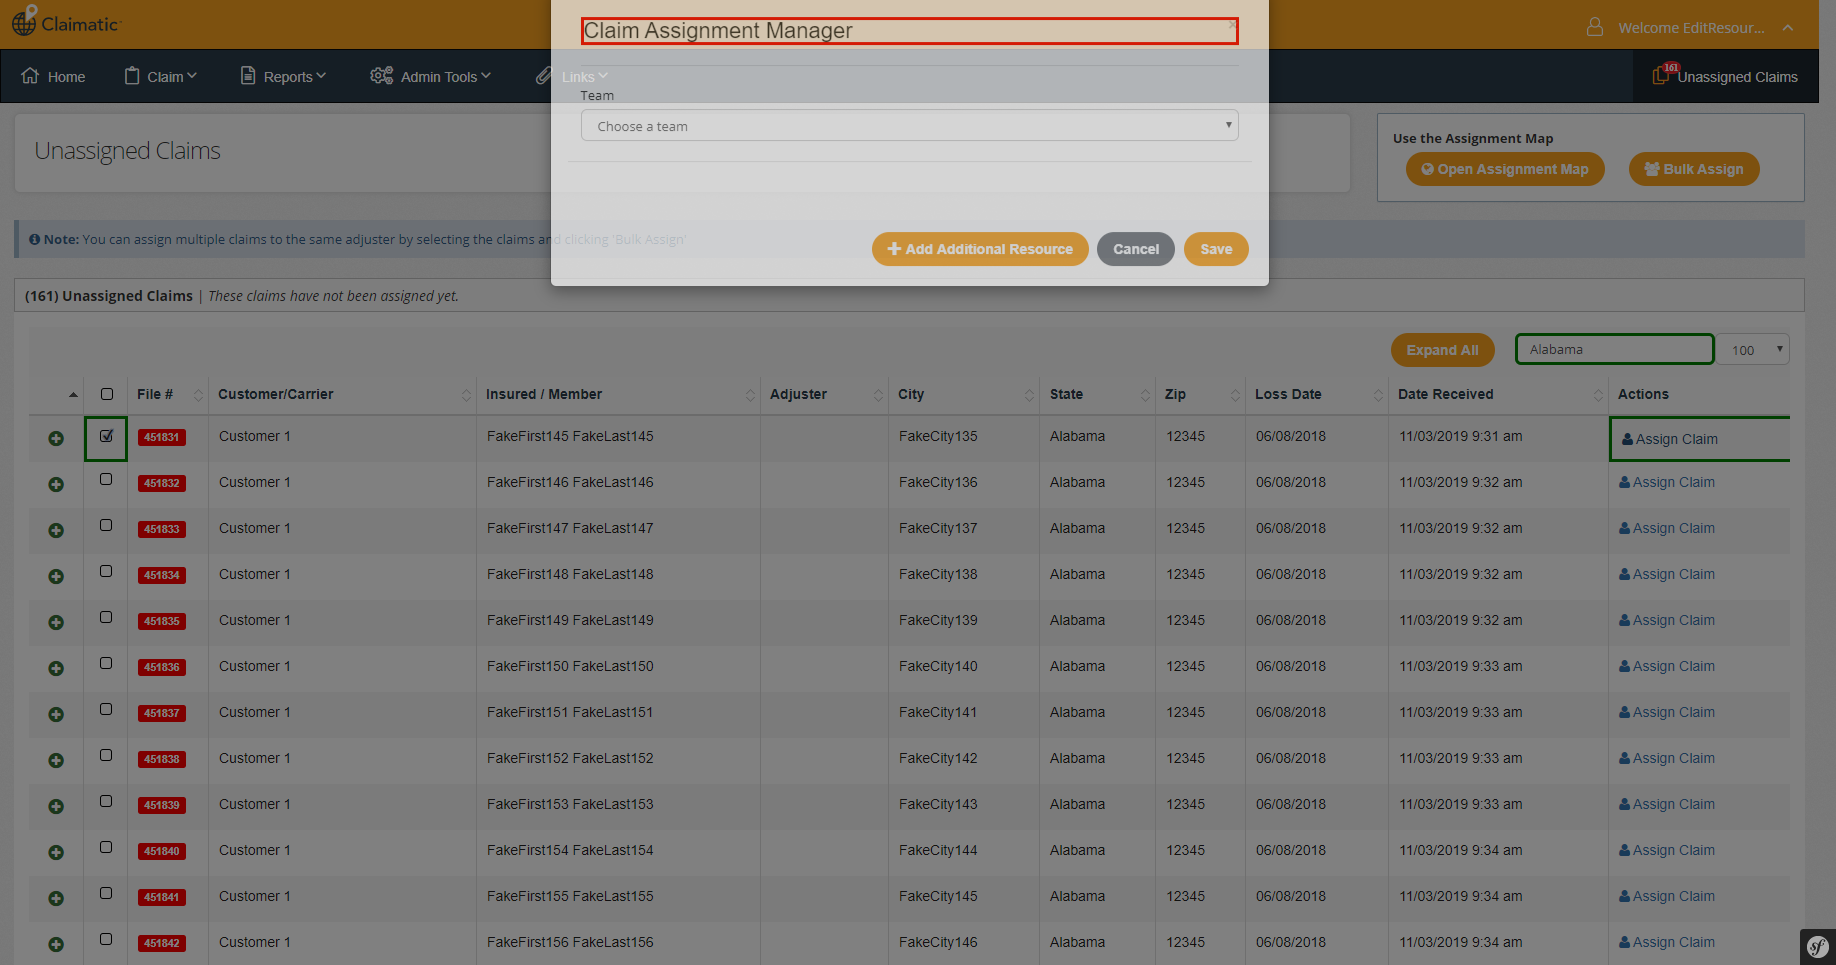 Claimatic
Claim Assignment Manager
×
Welcome EditResour...
Home
Claim
Reports
Admin Tools
Links
161
Unassigned Claims
Team
Choose a team
Unassigned Claims
Use the Assignment Map
Open Assignment Map
Bulk Assign
Note: You can assign multiple claims to the same adjuster by selecting the claims and clicking 'Bulk Assign'
Add Additional Resource
Cancel
Save
(161) Unassigned Claims | These claims have not been assigned yet.
Expand All
Alabama
100
File # Customer/Carrier Insured / Member Adjuster City State Zip Loss Date Date Received Actions
451831 Customer 1 FakeFirst145 FakeLast145 FakeCity135 Alabama 12345 06/08/2018 11/03/2019 9:31 am Assign Claim
451832 Customer 1 FakeFirst146 FakeLast146 FakeCity136 Alabama 12345 06/08/2018 11/03/2019 9:32 am Assign Claim
451833 Customer 1 FakeFirst147 FakeLast147 FakeCity137 Alabama 12345 06/08/2018 11/03/2019 9:32 am Assign Claim
451834 Customer 1 FakeFirst148 FakeLast148 FakeCity138 Alabama 12345 06/08/2018 11/03/2019 9:32 am Assign Claim
451835 Customer 1 FakeFirst149 FakeLast149 FakeCity139 Alabama 12345 06/08/2018 11/03/2019 9:32 am Assign Claim
451836 Customer 1 FakeFirst150 FakeLast150 FakeCity140 Alabama 12345 06/08/2018 11/03/2019 9:33 am Assign Claim
451837 Customer 1 FakeFirst151 FakeLast151 FakeCity141 Alabama 12345 06/08/2018 11/03/2019 9:33 am Assign Claim
451838 Customer 1 FakeFirst152 FakeLast152 FakeCity142 Alabama 12345 06/08/2018 11/03/2019 9:33 am Assign Claim
451839 Customer 1 FakeFirst153 FakeLast153 FakeCity143 Alabama 12345 06/08/2018 11/03/2019 9:33 am Assign Claim
451840 Customer 1 FakeFirst154 FakeLast154 FakeCity144 Alabama 12345 06/08/2018 11/03/2019 9:34 am Assign Claim
451841 Customer 1 FakeFirst155 FakeLast155 FakeCity145 Alabama 12345 06/08/2018 11/03/2019 9:34 am Assign Claim
451842 Customer 1 FakeFirst156 FakeLast156 FakeCity146 Alabama 12345 06/08/2018 11/03/2019 9:34 am Assign Claim
sf